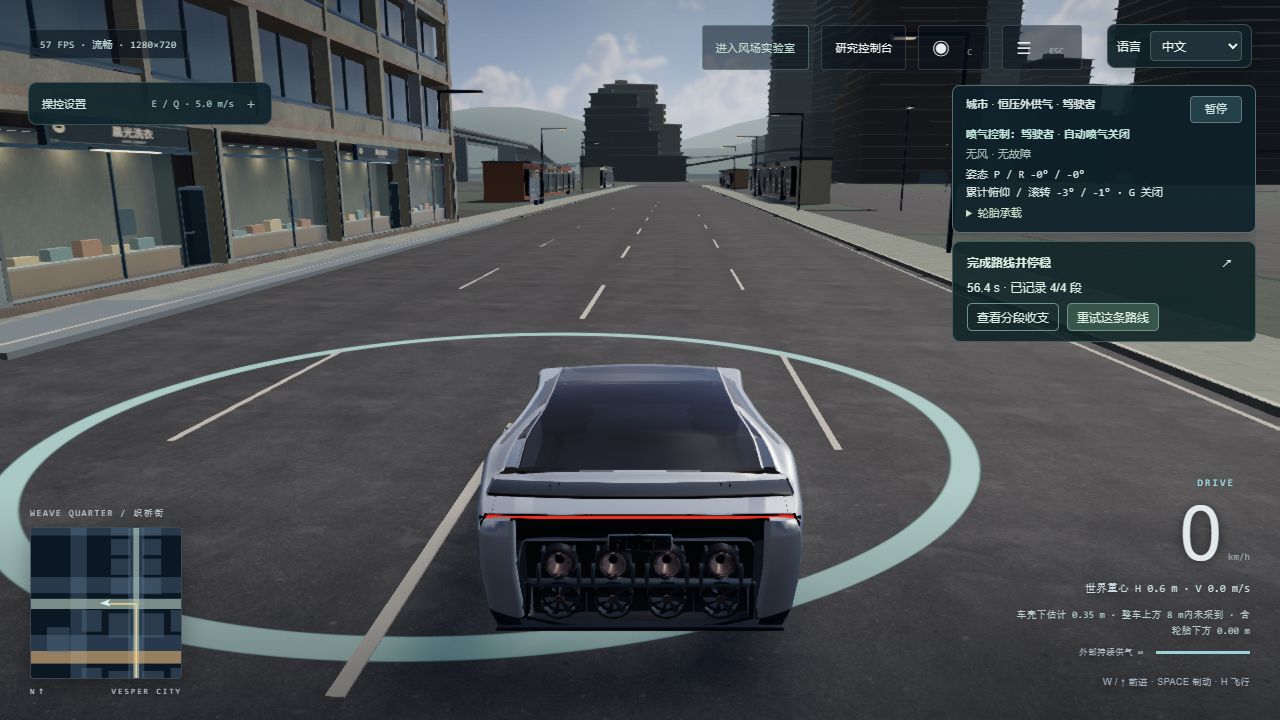 57 FPS · 流畅 · 1280×720
进入风场实验室
研究控制台
C
ESC
语言
中文
操控设置
E / Q · 5.0 m/s +
晨光洗衣
城市 · 恒压外供气 · 驾驶者
暂停
喷气控制：驾驶者 · 自动喷气关闭
无风 · 无故障
姿态 P / R -0° / -0°
累计俯仰 / 滚转 -3° / -1° · G 关闭
轮胎承载
完成路线并停稳
56.4 s · 已记录 4/4 段
查看分段收支
重试这条路线
WEAVE QUARTER / 织桥街
N↑
VESPER CITY
DRIVE
0 km/h
世界重心 H 0.6 m · V 0.0 m/s
车壳下估计 0.35 m · 整车上方 8 m内未采到 · 含
轮胎下方 0.00 m
外部持续供气 ∞
W / ↑ 前进 · SPACE 制动 · H 飞行